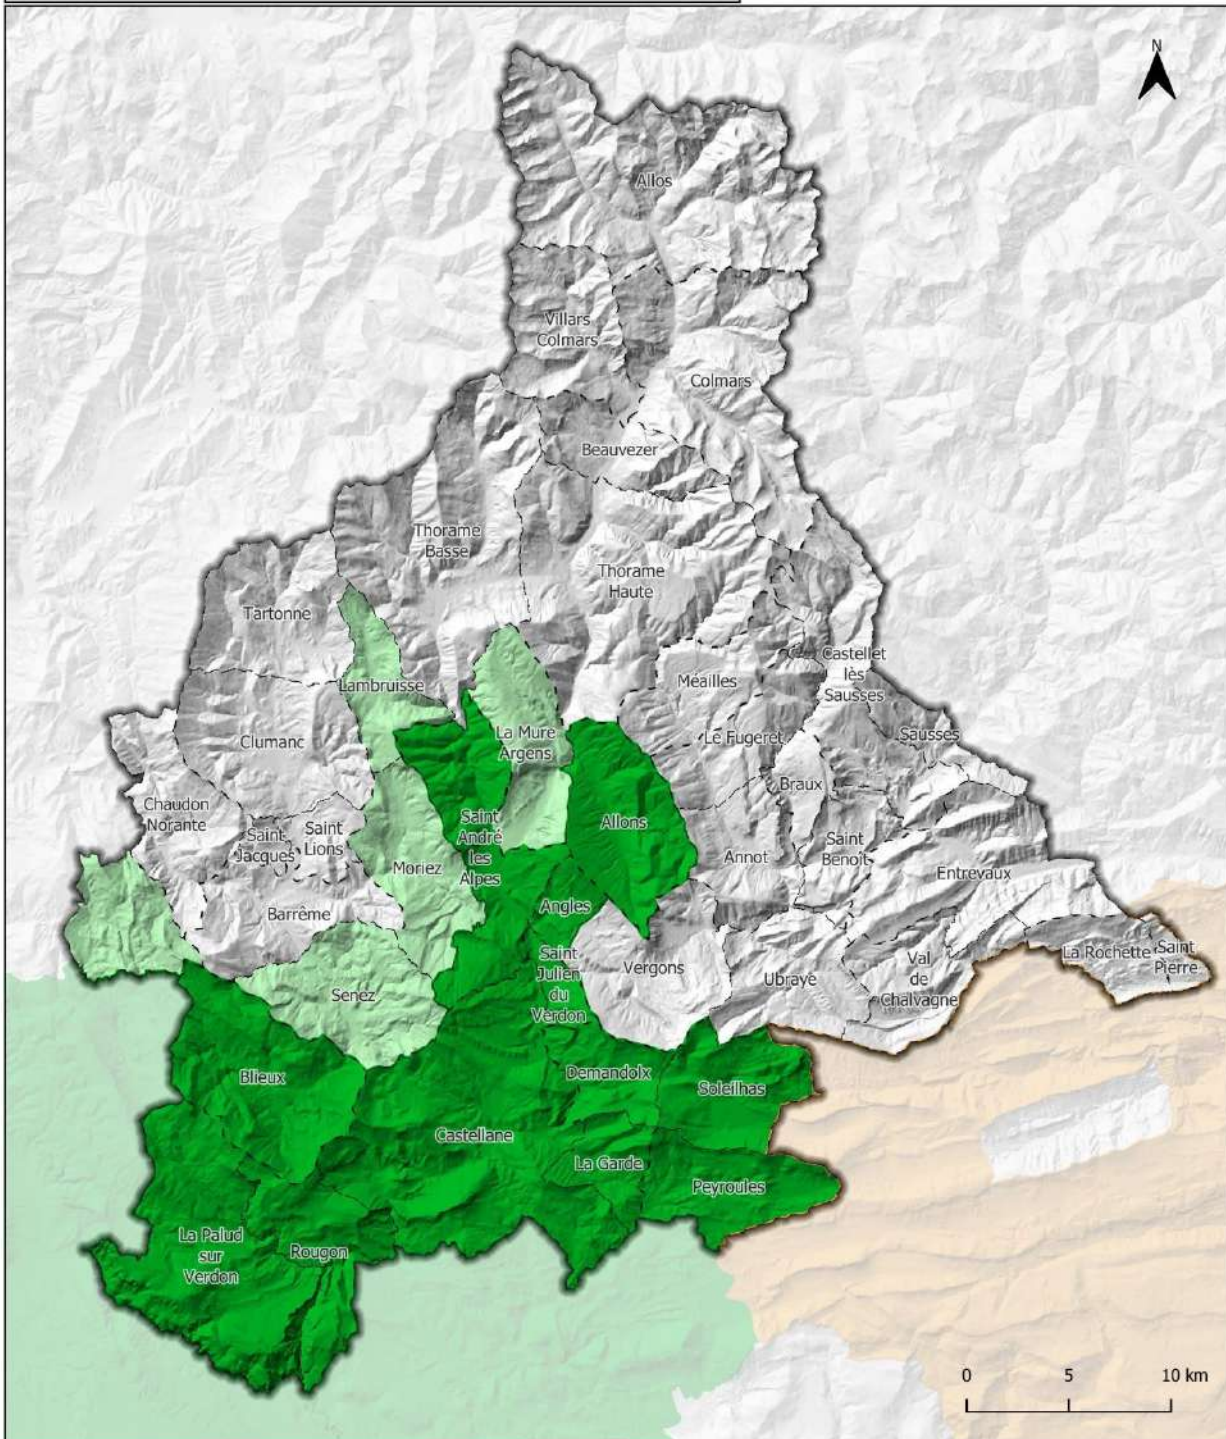 N
Allos
Villars
Colmars
Colmars
Beauvezer
Thorame
Basse
Thorame
Haute
Tartonne
Castellet
lès
Sausses
Méailles
Lambruisse
La Mure
Argens
Clumanc
Le Fugeret
Sausses
Braux
Chaudon
Norante
Saint
Jacques
Saint
Lions
Saint
André
les
Alpes
Allons
Saint
Benoît
Annot
Moriez
Entrevaux
Barrême
Angles
Saint
Julien
du
Verdon
Vergons
Ubraye
Val
de
Chalvagne
La Rochette
Saint
Pierre
Senez
Blieux
Demandolx
Soleilhas
Castellane
La Garde
Peyroules
La Palud
sur
Verdon
Rougon
0 5 10 km